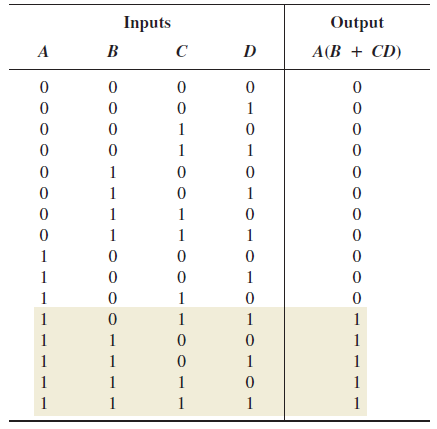 Inputs Output
A B C D A(B + CD)
0 0 0 0 0
0 0 0 1 0
0 0 1 0 0
0 0 1 1 0
0 1 0 0 0
0 1 0 1 0
0 1 1 0 0
0 1 1 1 0
1 0 0 0 0
1 0 0 1 0
1 0 1 0 0
1 0 1 1 1
1 1 0 0 1
1 1 0 1 1
1 1 1 0 1
1 1 1 1 1